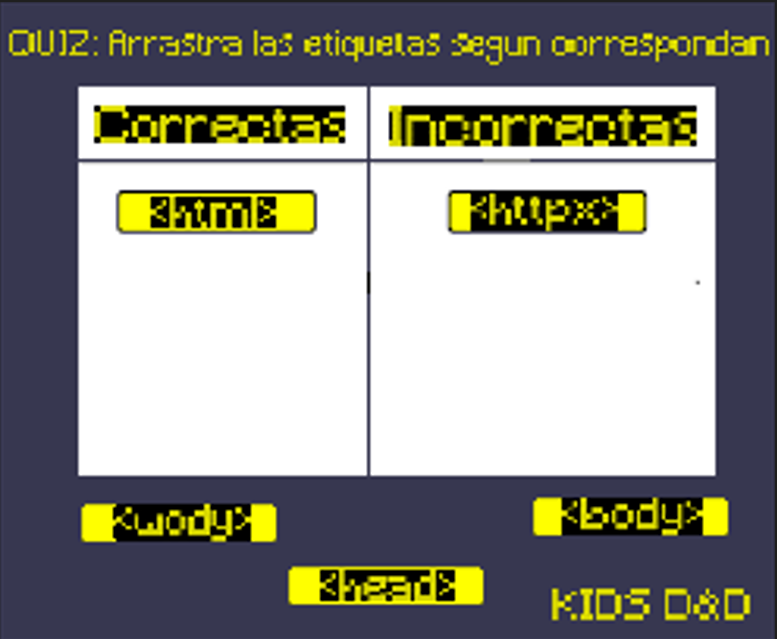 QUIZ: Arrastra las etiquetas segun correspondan
Correctas Incorrectas
<html> <httpx>
<wody> <body>
<head>
KIDS D&D